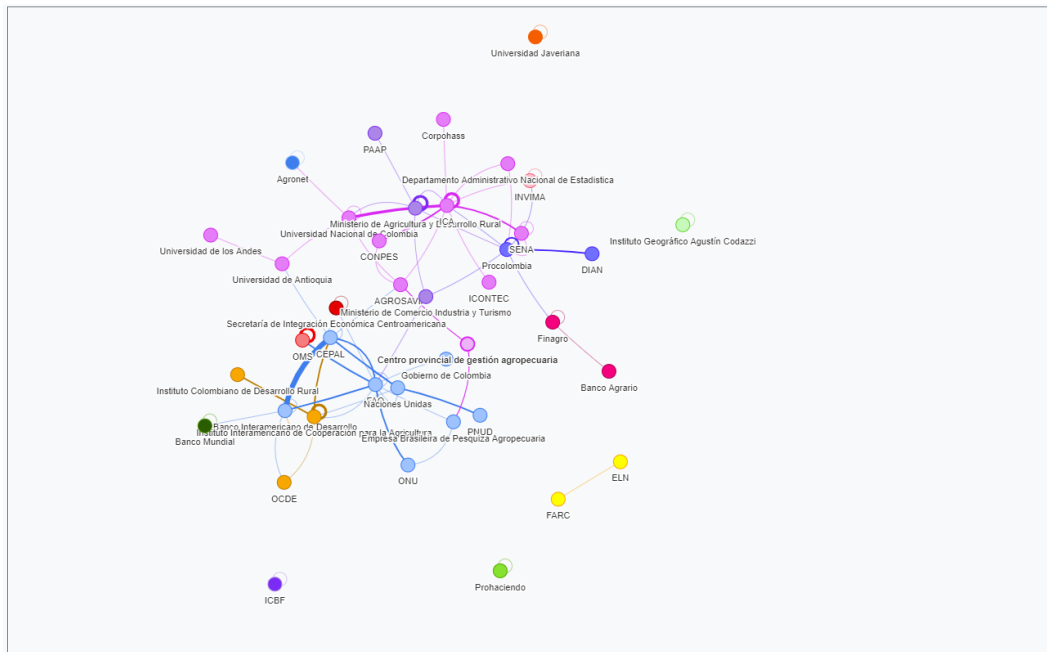 Universidad Javeriana
Corpohass
PAAP
Agronet
Departamento Administrativo Nacional de Estadistica
INVIMA
Ministerio de Agricultura y Desarrollo Rural
ICA
Universidad Nacional de Colombia
Instituto Geográfico Agustín Codazzi
Universidad de los Andes
CONPES
SENA
Procolombia
DIAN
Universidad de Antioquia
ICONTEC
AGROSAVIA
Ministerio de Comercio Industria y Turismo
Secretaría de Integración Económica Centroamericana
Finagro
OMS
CEPAL
Centro provincial de gestión agropecuaria
Banco Agrario
Gobierno de Colombia
Instituto Colombiano de Desarrollo Rural
FAO
Naciones Unidas
Banco Interamericano de Desarrollo
Instituto Interamericano de Cooperación para la Agricultura
PNUD
Empresa Brasileira de Pesquiza Agropecuaria
Banco Mundial
ONU
ELN
OCDE
FARC
Prohaciendo
ICBF